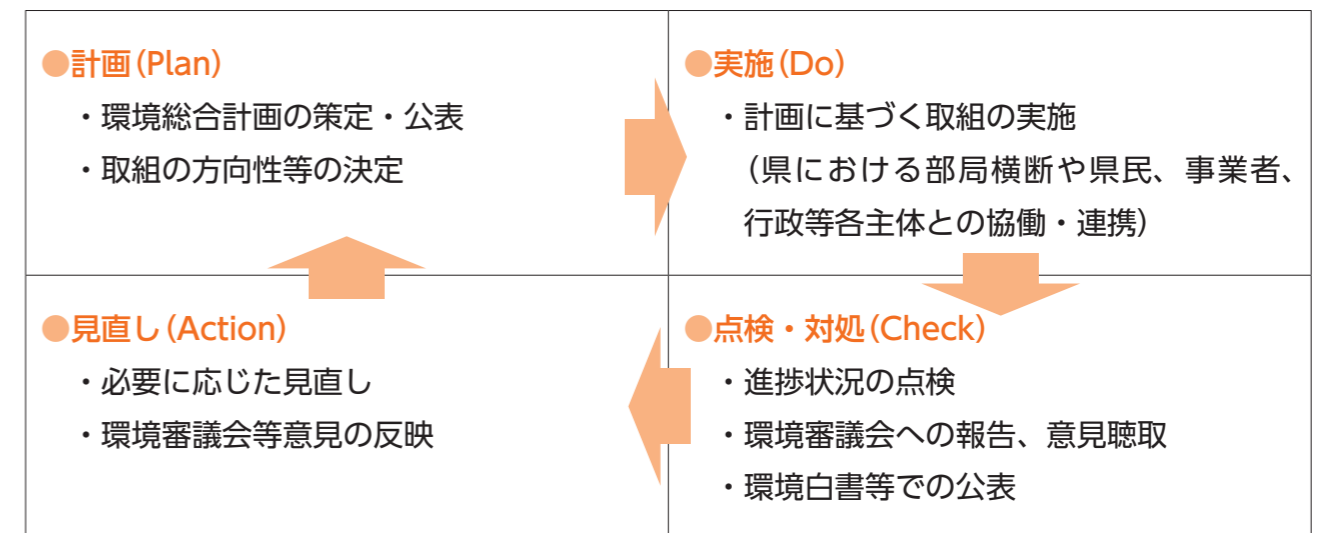 ●計画(Plan)
・環境総合計画の策定・公表
・取組の方向性等の決定
●実施(Do)
・計画に基づく取組の実施
(県における部局横断や県民、事業者、
行政等各主体との協働・連携)
●見直し(Action)
・必要に応じた見直し
・環境審議会等意見の反映
●点検・対処(Check)
・進捗状況の点検
・環境審議会への報告、意見聴取
・環境白書等での公表